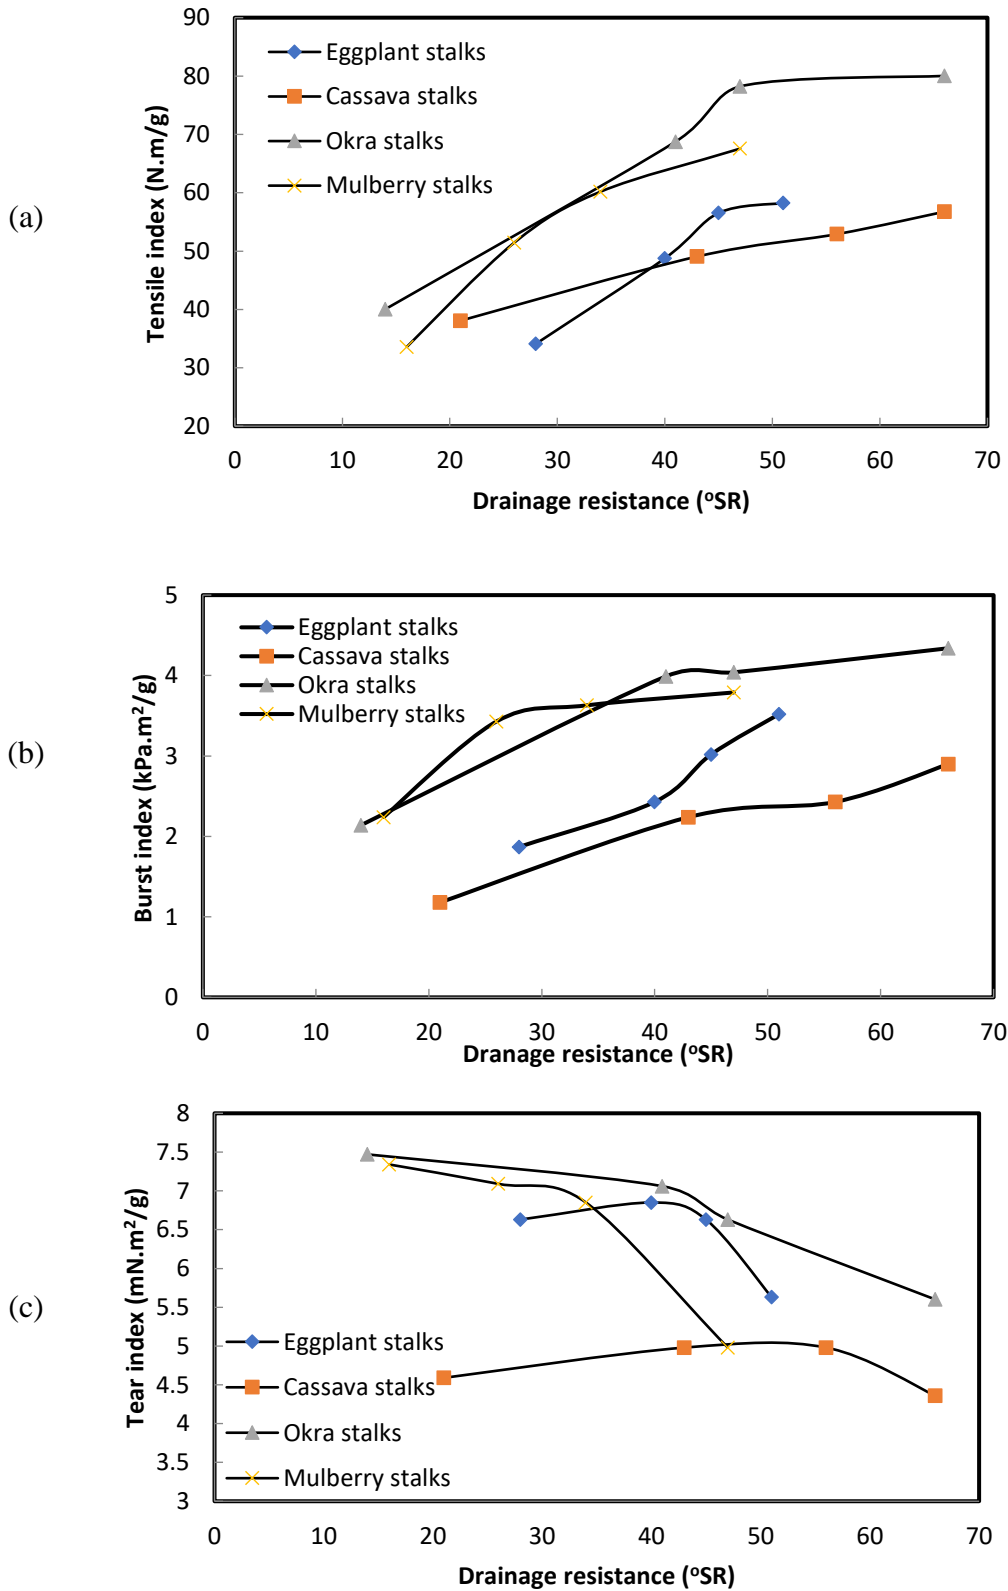 (a)
Tensile index (N.m/g)
90
80
70
60
50
40
30
20
Eggplant stalks
Cassava stalks
Okra stalks
Mulberry stalks
0 10 20 30 40 50 60 70
Drainage resistance (°SR)
(b)
Burst index (kPa.m²/g)
5
4
3
2
1
0
Eggplant stalks
Cassava stalks
Okra stalks
Mulberry stalks
0 10 20 30 40 50 60 70
Dranage resistance (°SR)
(c)
Tear index (mN.m²/g)
8
7.5
7
6.5
6
5.5
5
4.5
4
3.5
3
Eggplant stalks
Cassava stalks
Okra stalks
Mulberry stalks
0 10 20 30 40 50 60 70
Drainage resistance (°SR)